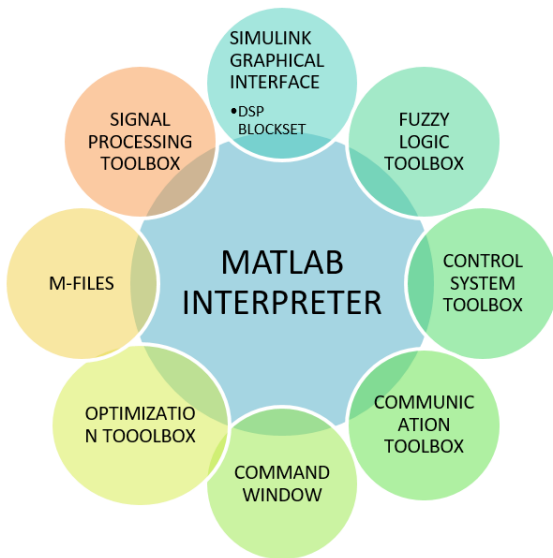 SIMULINK
GRAPHICAL
INTERFACE
•DSP
BLOCKSET
FUZZY
LOGIC
TOOLBOX
CONTROL
SYSTEM
TOOLBOX
COMMUNIC
ATION
TOOLBOX
COMMAND
WINDOW
OPTIMIZATIO
N TOOOLBOX
M-FILES
SIGNAL
PROCESSING
TOOLBOX
MATLAB
INTERPRETER